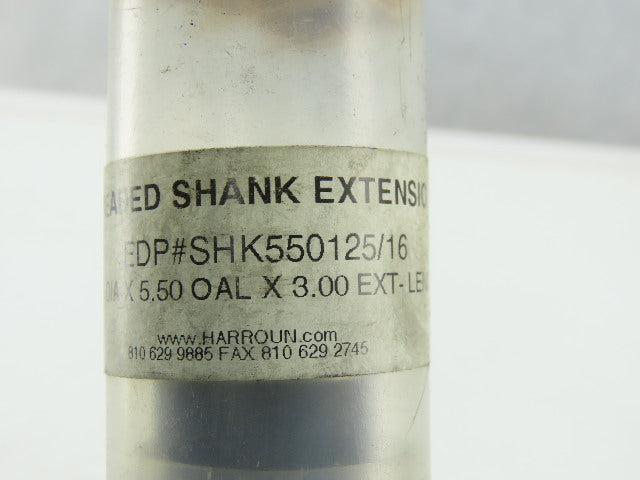 EADED SHANK EXTENSIO
EDP#SHK550125/16
DIA X 5.50 OAL X 3.00 EXT-LEN
www.HARROUN.com
810 629 9885 FAX 810 629 2745